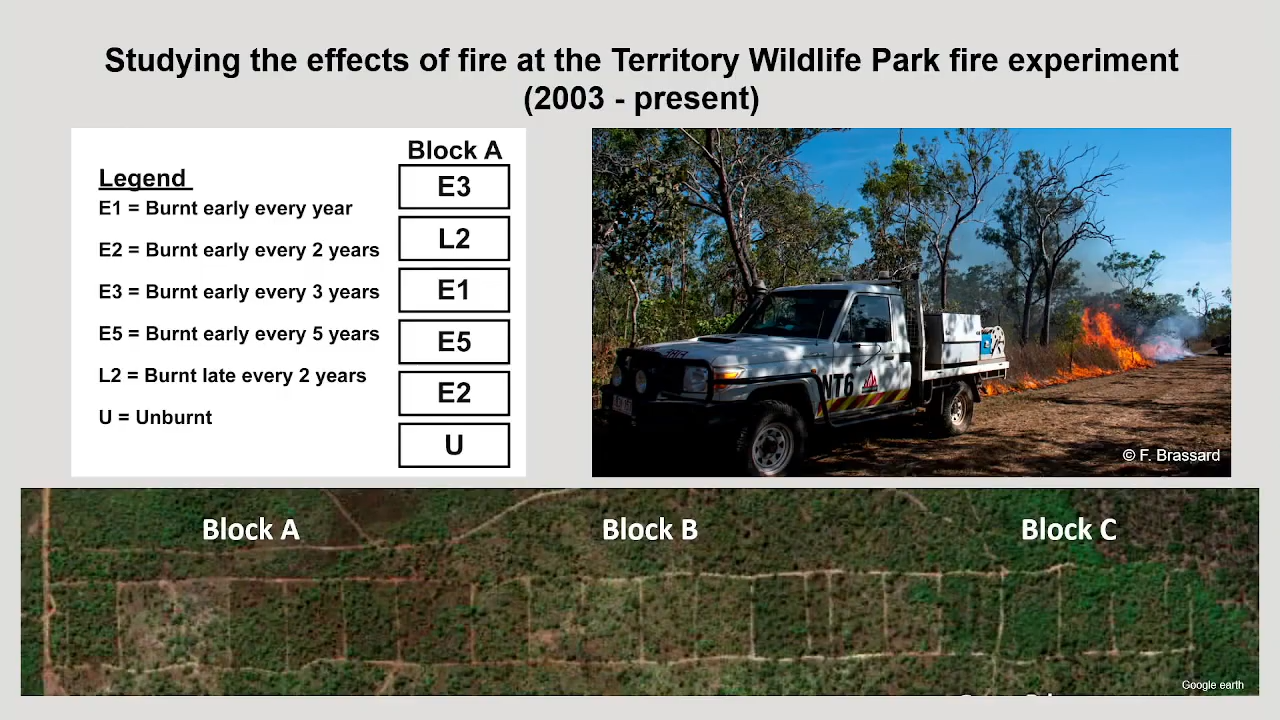 Studying the effects of fire at the Territory Wildlife Park fire experiment
(2003 - present)
Legend
E1 = Burnt early every year
E2 = Burnt early every 2 years
E3 = Burnt early every 3 years
E5 = Burnt early every 5 years
L2 = Burnt late every 2 years
U = Unburnt
Block A
E3
L2
E1
E5
E2
U
NT6
© F. Brassard
Block A
Block B
Block C
Google earth